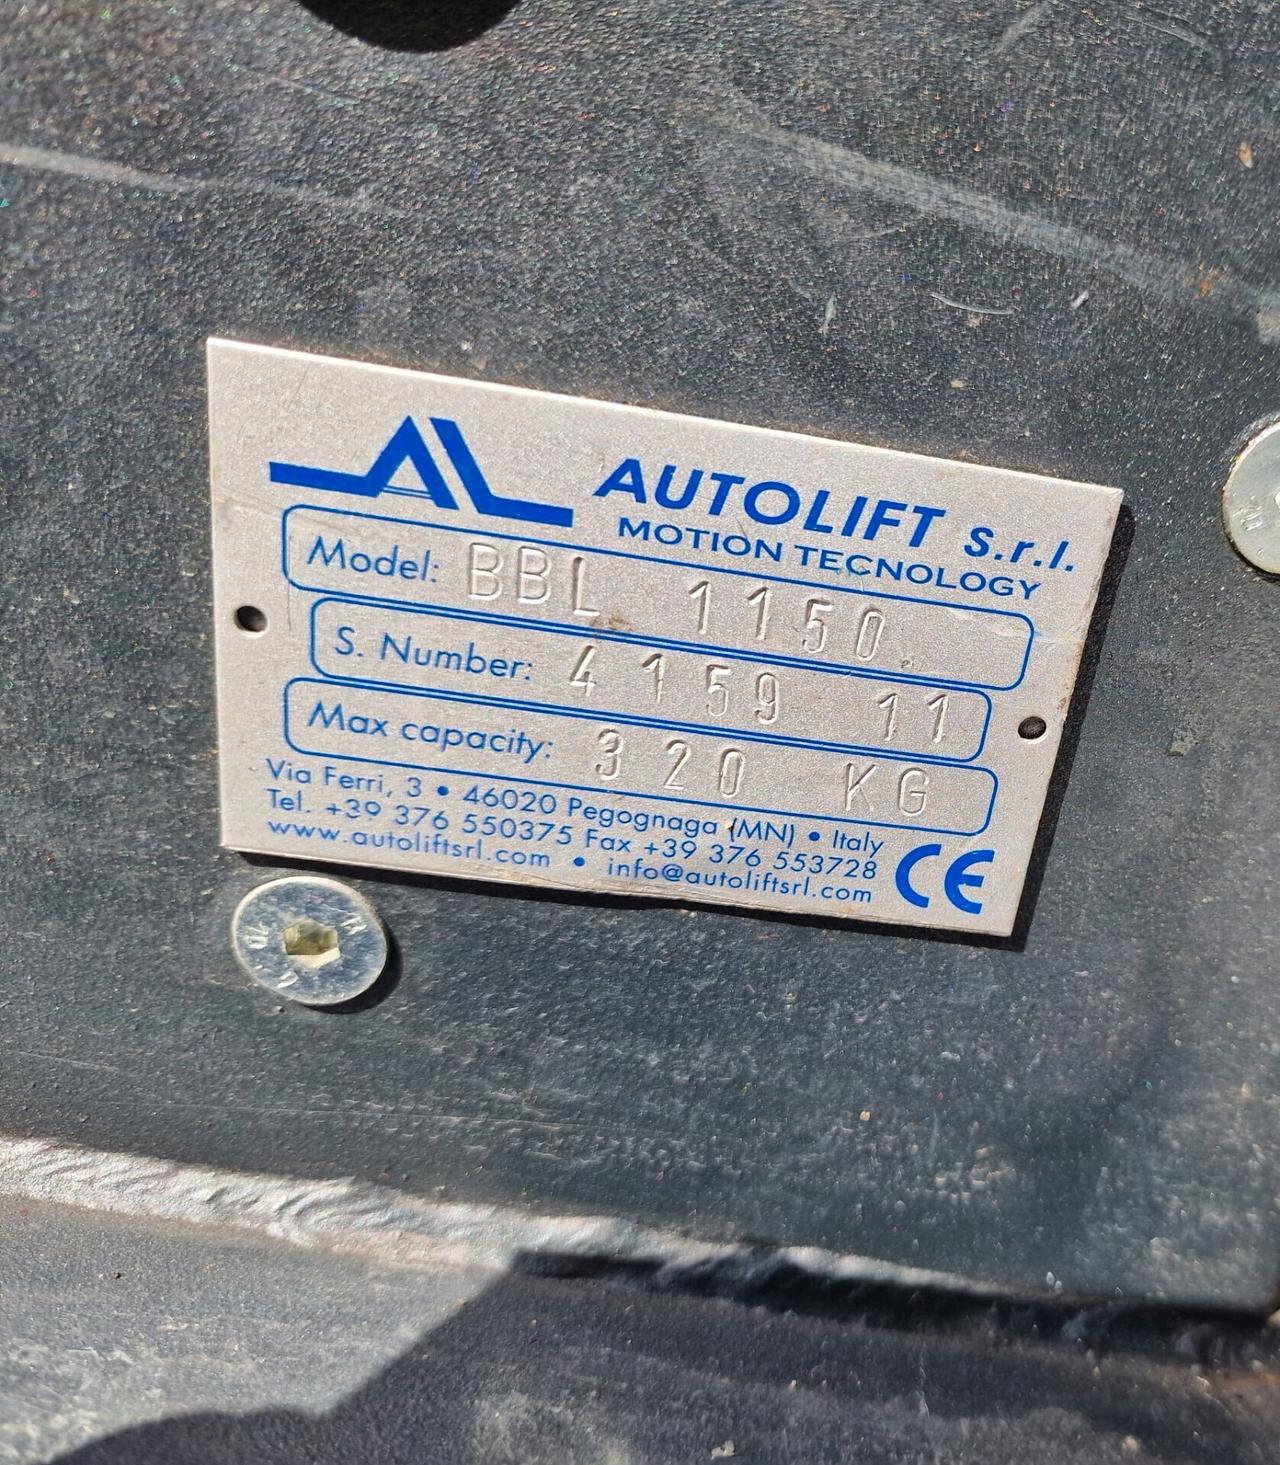 AL AUTOLIFT s.r.l.
MOTION TECNOLOGY
Model: BBL 1150
S. Number: 4159 11
Max capacity: 320 KG
Via Ferri, 3 • 46020 Pegognaga (MN) • Italy
Tel. +39 376 550375 Fax +39 376 553728
www.autoliftsrl.com • info@autoliftsrl.com
CE